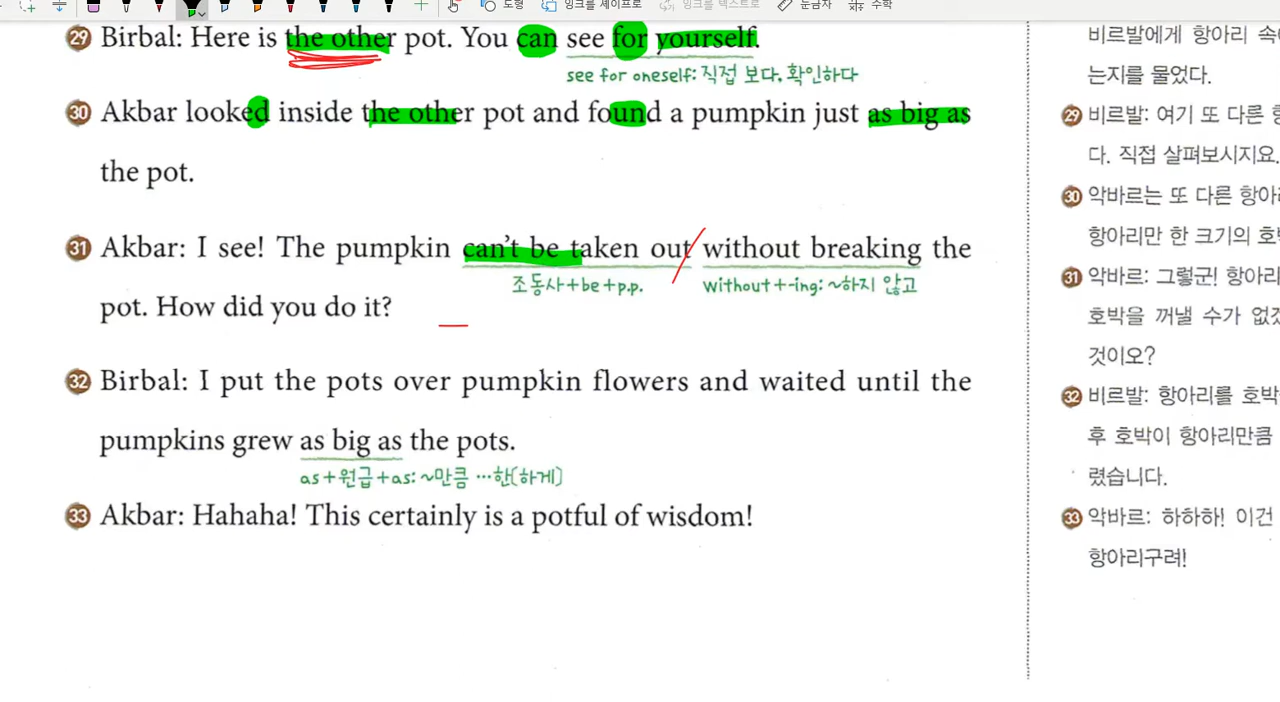 도형 잉크를 셰이프로 잉크를 텍스트로 눈금자 수학
29 Birbal: Here is the other pot. You can see for yourself.
see for oneself: 직접 보다, 확인하다
30 Akbar looked inside the other pot and found a pumpkin just as big as
the pot.
31 Akbar: I see! The pumpkin can't be taken out without breaking the
조동사+be+p.p. without+-ing: ~하지 않고
pot. How did you do it?
32 Birbal: I put the pots over pumpkin flowers and waited until the
pumpkins grew as big as the pots.
as+원급+as: ~만큼 …한(하게)
33 Akbar: Hahaha! This certainly is a potful of wisdom!
비르발에게 항아리 속
는지를 물었다.
29 비르발: 여기 또 다른
다. 직접 살펴보시지요.
30 악바르는 또 다른 항아리
항아리만 한 크기의
31 악바르: 그렇군! 항아리
호박을 꺼낼 수가
것이오?
32 비르발: 항아리를
후 호박이 항아리만큼
렸습니다.
33 악바르: 하하하! 이건
항아리구려!